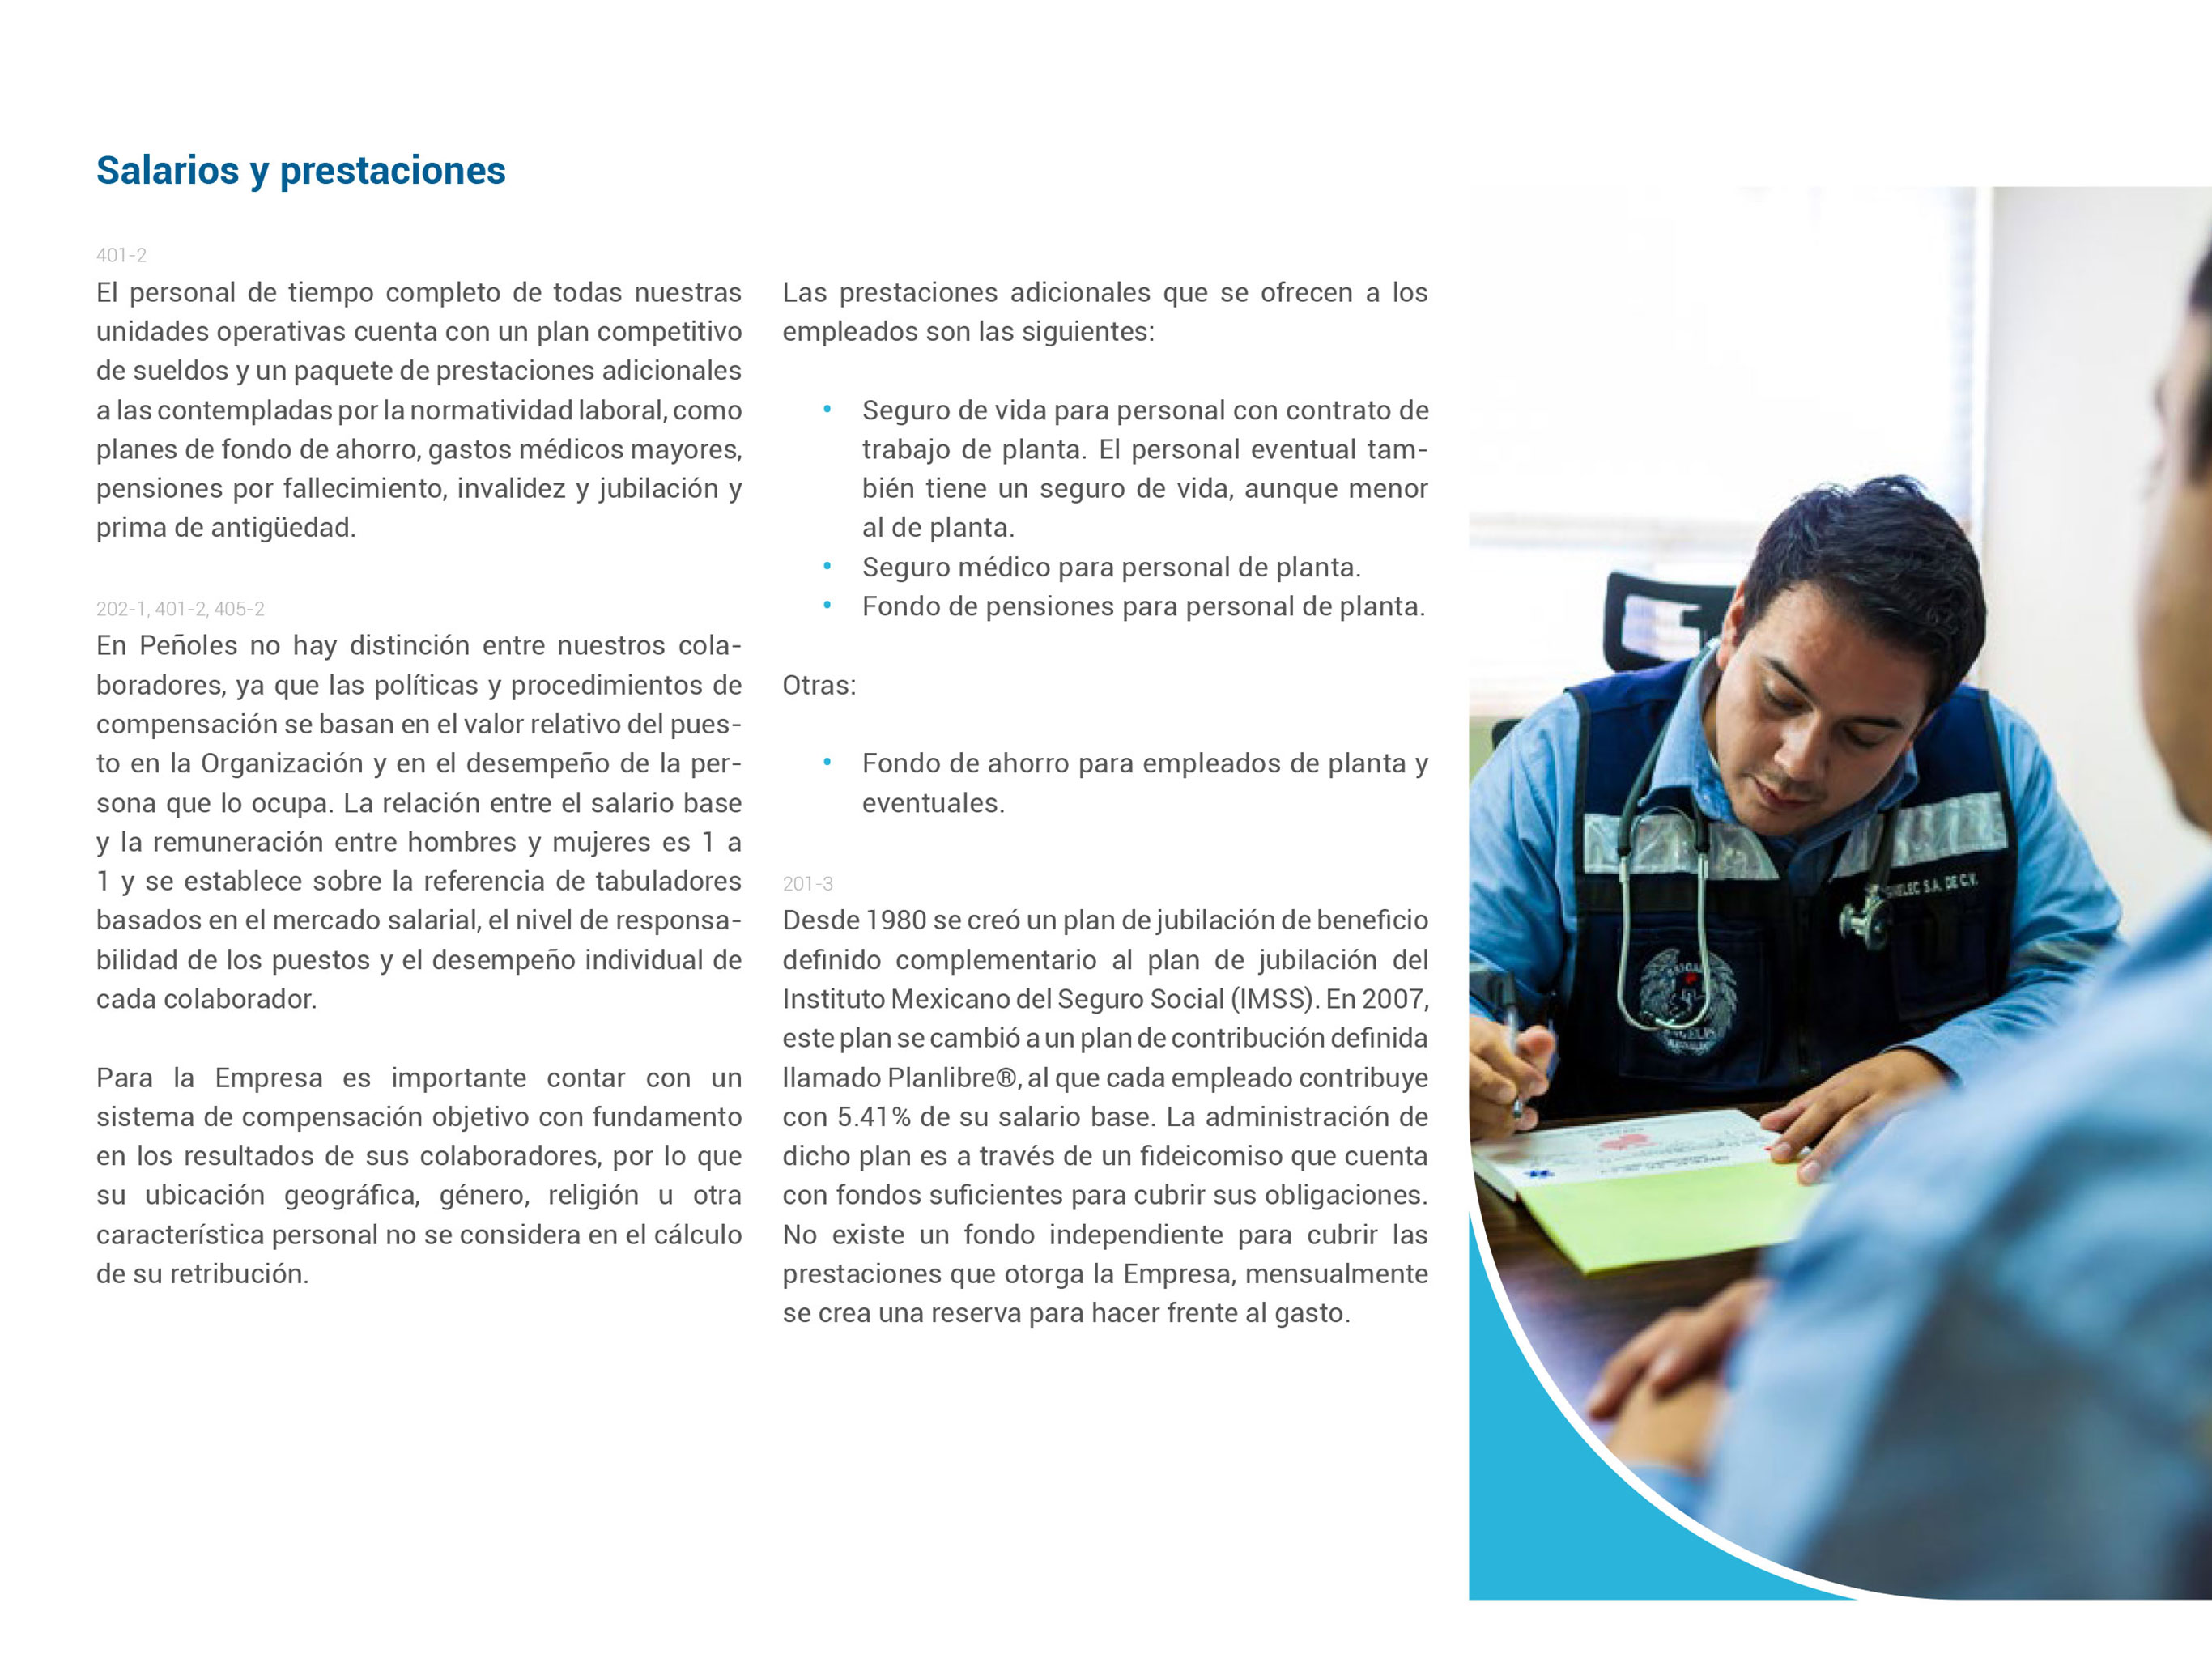 Salarios y prestaciones
401-2
El personal de tiempo completo de todas nuestras
unidades operativas cuenta con un plan competitivo
de sueldos y un paquete de prestaciones adicionales
a las contempladas por la normatividad laboral, como
planes de fondo de ahorro, gastos médicos mayores,
pensiones por fallecimiento, invalidez y jubilación y
prima de antigüedad.
202-1, 401-2, 405-2
En Peñoles no hay distinción entre nuestros cola-
boradores, ya que las políticas y procedimientos de
compensación se basan en el valor relativo del pues-
to en la Organización y en el desempeño de la per-
sona que lo ocupa. La relación entre el salario base
y la remuneración entre hombres y mujeres es 1 a
1 y se establece sobre la referencia de tabuladores
basados en el mercado salarial, el nivel de responsa-
bilidad de los puestos y el desempeño individual de
cada colaborador.
Para la Empresa es importante contar con un
sistema de compensación objetivo con fundamento
en los resultados de sus colaboradores, por lo que
su ubicación geográfica, género, religión u otra
característica personal no se considera en el cálculo
de su retribución.
Las prestaciones adicionales que se ofrecen a los
empleados son las siguientes:
• Seguro de vida para personal con contrato de
trabajo de planta. El personal eventual tam-
bién tiene un seguro de vida, aunque menor
al de planta.
• Seguro médico para personal de planta.
• Fondo de pensiones para personal de planta.
Otras:
• Fondo de ahorro para empleados de planta y
eventuales.
201-3
Desde 1980 se creó un plan de jubilación de beneficio
definido complementario al plan de jubilación del
Instituto Mexicano del Seguro Social (IMSS). En 2007,
este plan se cambió a un plan de contribución definida
llamado Planlibre®, al que cada empleado contribuye
con 5.41% de su salario base. La administración de
dicho plan es a través de un fideicomiso que cuenta
con fondos suficientes para cubrir sus obligaciones.
No existe un fondo independiente para cubrir las
prestaciones que otorga la Empresa, mensualmente
se crea una reserva para hacer frente al gasto.
S.A. DE C.V.